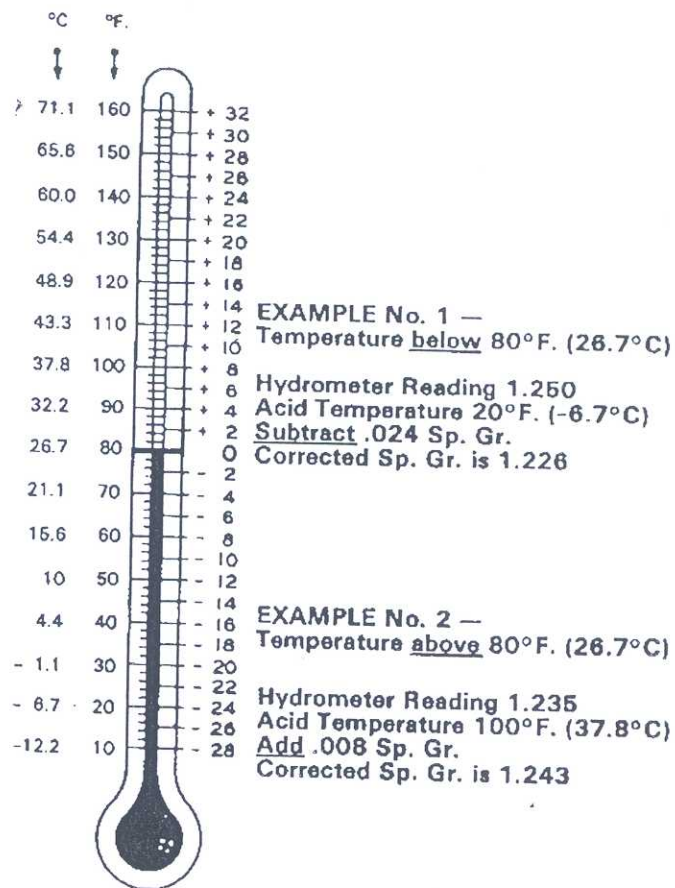 °C °F.
? 71.1 160 + 32
+ 30
65.6 150 + 28
+ 26
60.0 140 + 24
+ 22
54.4 130 + 20
+ 18
48.9 120 + 16
+ 14
43.3 110 + 12
+ 10
37.8 100 + 8
+ 6
32.2 90 + 4
+ 2
26.7 80 0
- 2
21.1 70 - 4
- 6
15.6 60 - 8
- 10
10 50 - 12
- 14
4.4 40 - 16
- 18
- 1.1 30 - 20
- 22
- 6.7 20 - 24
- 26
-12.2 10 - 28
EXAMPLE No. 1 —
Temperature below 80°F. (26.7°C)
Hydrometer Reading 1.250
Acid Temperature 20°F. (-6.7°C)
Subtract .024 Sp. Gr.
Corrected Sp. Gr. is 1.226
EXAMPLE No. 2 —
Temperature above 80°F. (26.7°C)
Hydrometer Reading 1.235
Acid Temperature 100°F. (37.8°C)
Add .008 Sp. Gr.
Corrected Sp. Gr. is 1.243